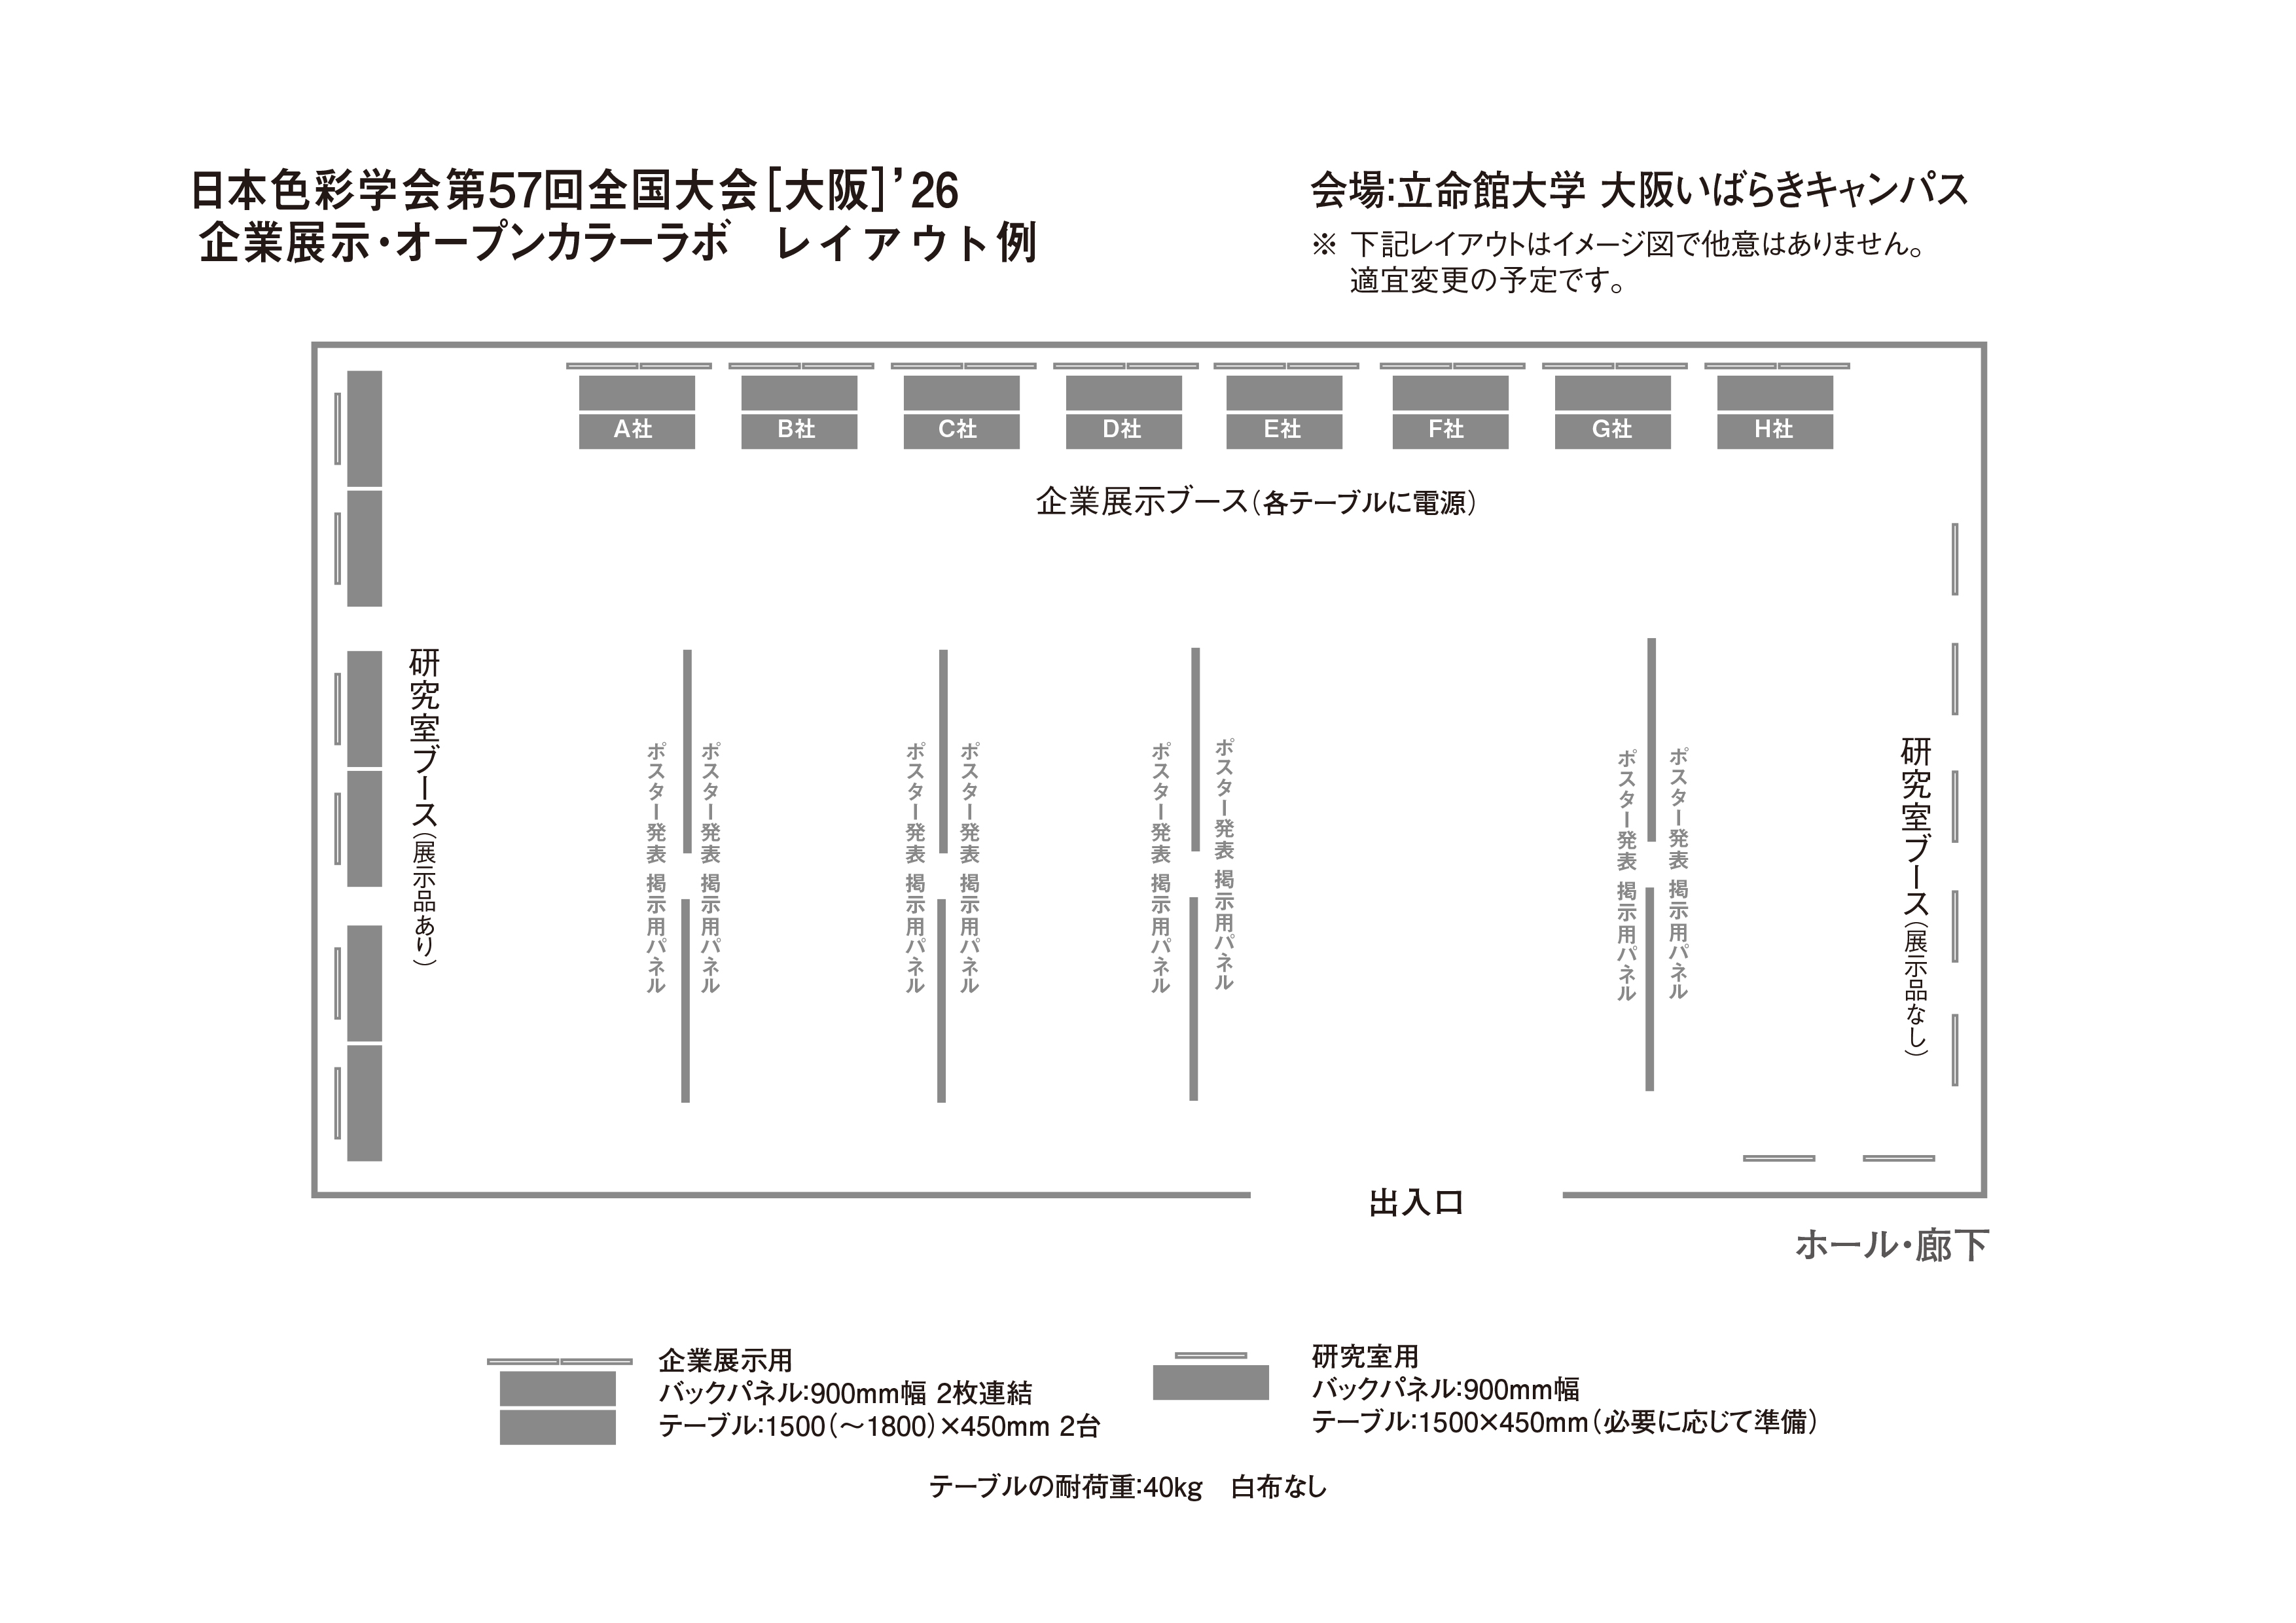 日本色彩学会第57回全国大会[大阪]’26
企業展示・オープンカラーラボ　レイアウト例
会場:立命館大学 大阪いばらきキャンパス
※ 下記レイアウトはイメージ図で他意はありません。
適宜変更の予定です。
A社
B社
C社
D社
E社
F社
G社
H社
企業展示ブース(各テーブルに電源)
研究室ブース(展示品あり)
ポスター発表 掲示用パネル
ポスター発表 掲示用パネル
ポスター発表 掲示用パネル
ポスター発表 掲示用パネル
ポスター発表 掲示用パネル
ポスター発表 掲示用パネル
ポスター発表 掲示用パネル
ポスター発表 掲示用パネル
研究室ブース(展示品なし)
出入口
ホール・廊下
企業展示用
バックパネル:900mm幅 2枚連結
テーブル:1500(～1800)×450mm 2台
研究室用
バックパネル:900mm幅
テーブル:1500×450mm(必要に応じて準備)
テーブルの耐荷重:40kg　白布なし